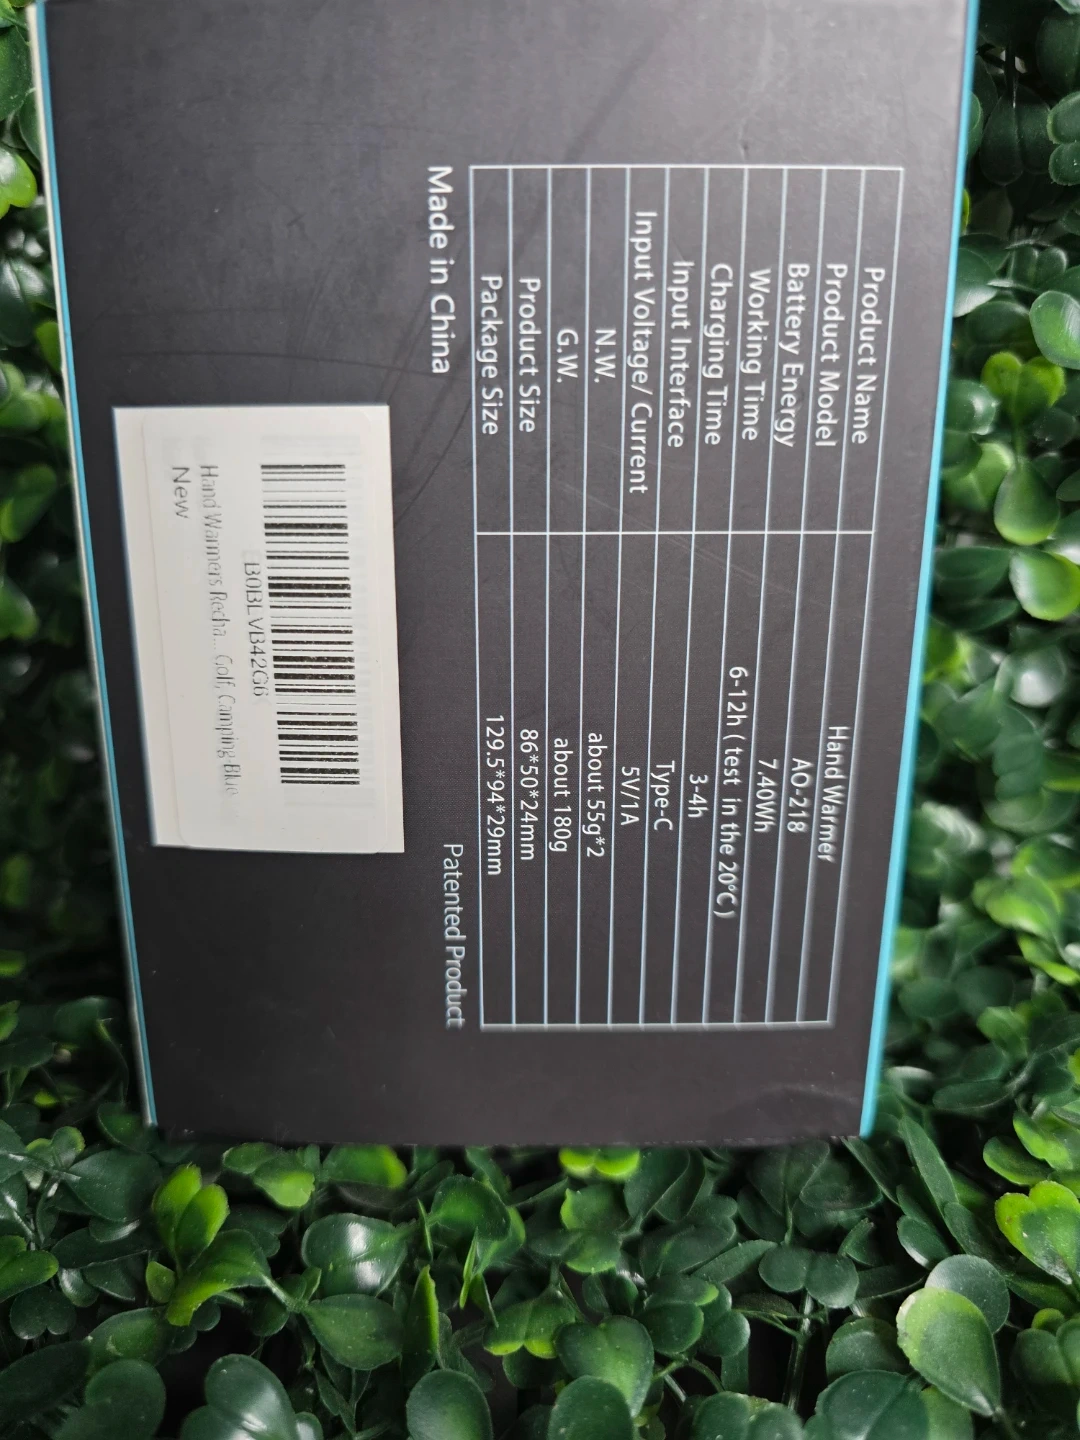 Product Name Hand Warmer
Product Model AO-218
Battery Energy 7.40Wh
Working Time 6-12h ( test in the 20°C)
Charging Time 3-4h
Input Interface Type-C
Input Voltage/ Current 5V/1A
N.W. about 55g*2
G.W. about 180g
Product Size 86*50*24mm
Package Size 129.5*94*29mm
Made in China Patented Product
B0BLVB42G6
Hand Warmers Recha... Golf, Camping-Blue
New